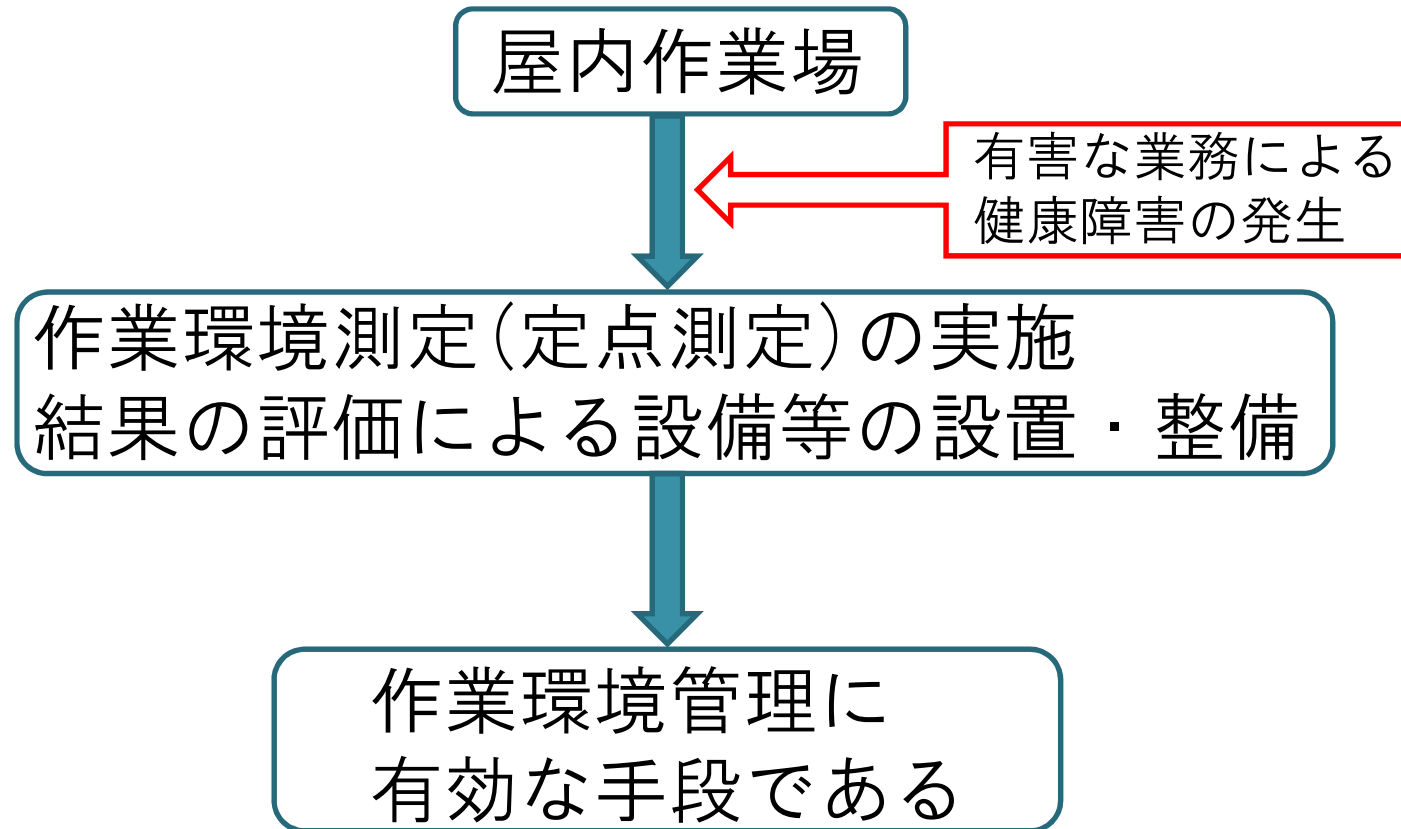 屋内作業場
有害な業務による
健康障害の発生
作業環境測定(定点測定)の実施
結果の評価による設備等の設置・整備
作業環境管理に
有効な手段である